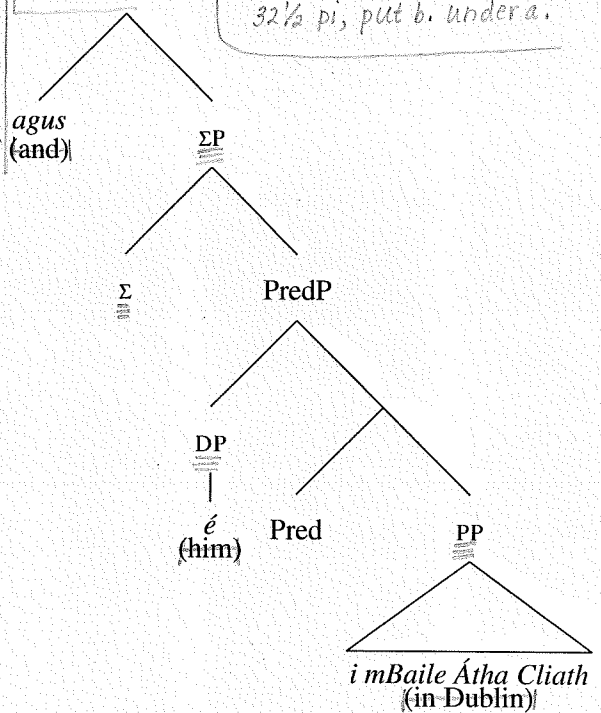 32½ pi, put b. under a.
agus
(and)
ΣP
Σ
PredP
DP
é
(him)
Pred
PP
i mBaile Átha Cliath
(in Dublin)